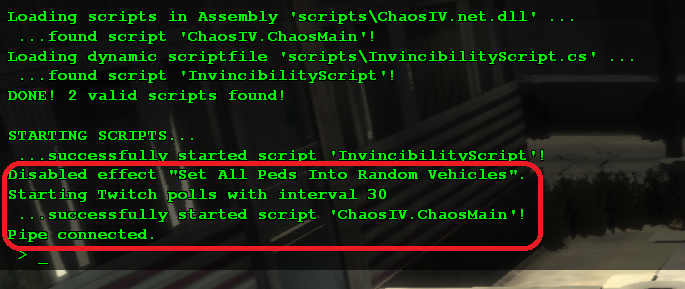 Loading scripts in Assembly 'scripts\ChaosIV.net.dll' ...
...found script 'ChaosIV.ChaosMain'!
Loading dynamic scriptfile 'scripts\InvincibilityScript.cs' ...
...found script 'InvincibilityScript'!
DONE! 2 valid scripts found!
STARTING SCRIPTS...
...successfully started script 'InvincibilityScript'!
Disabled effect "Set All Peds Into Random Vehicles".
Starting Twitch polls with interval 30
...successfully started script 'ChaosIV.ChaosMain'!
Pipe connected.
> _